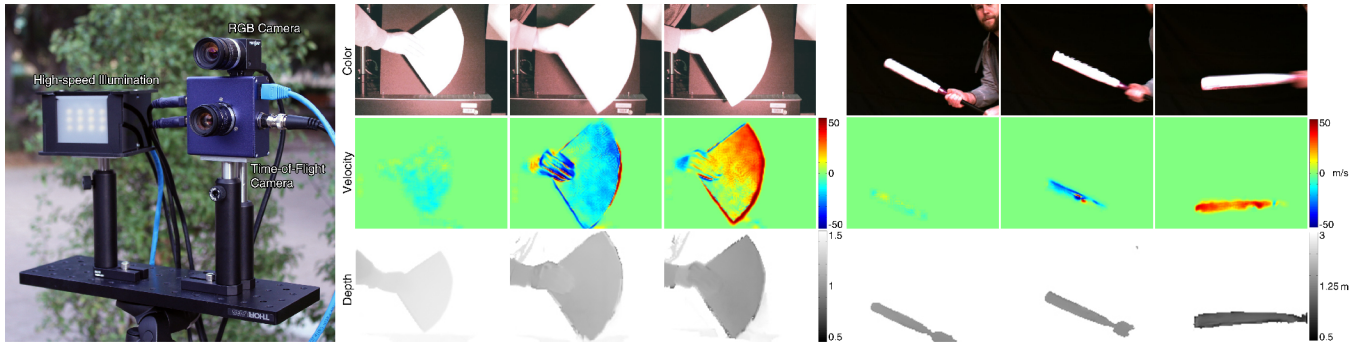 RGB Camera
High-speed Illumination
Time-of-Flight
Camera
THORLABS
Color
Velocity
Depth
50
0
-50
1.5
1
0.5
50
0 m/s
-50
3
1.25 m
0.5